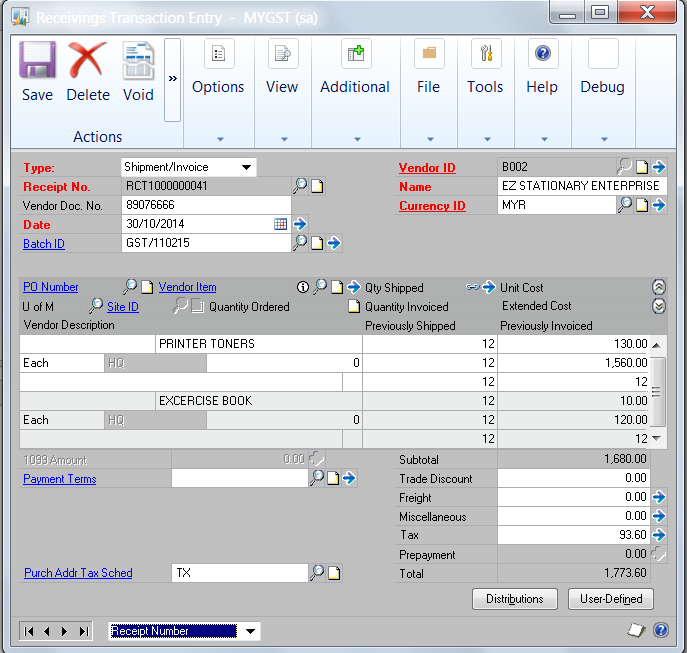 Receivings Transaction Entry - MYGST (sa)
Save Delete Void » Options View Additional File Tools Help Debug
Actions
Type: Shipment/Invoice Vendor ID B002
Receipt No. RCT1000000041 Name EZ STATIONARY ENTERPRISE
Vendor Doc. No. 89076666 Currency ID MYR
Date 30/10/2014
Batch ID GST/110215
PO Number Vendor Item Qty Shipped Unit Cost
U of M Site ID Quantity Ordered Quantity Invoiced Extended Cost
Vendor Description Previously Shipped Previously Invoiced
PRINTER TONERS 12 130.00
Each HQ 0 12 1,560.00
12 12
EXCERCISE BOOK 12 10.00
Each HQ 0 12 120.00
12 12
1099 Amount 0.00 Subtotal 1,680.00
Payment Terms Trade Discount 0.00
Freight 0.00
Miscellaneous 0.00
Tax 93.60
Prepayment 0.00
Purch Addr Tax Sched TX Total 1,773.60
Distributions User-Defined
Receipt Number